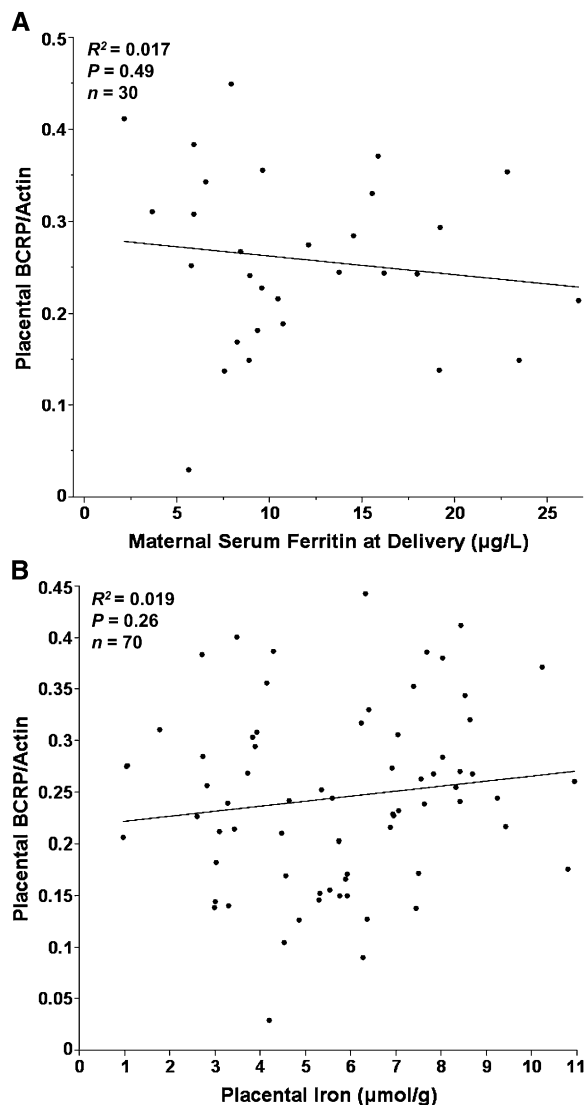 A
R² = 0.017
P = 0.49
n = 30
0.5
0.4
0.3
0.2
0.1
0
Placental BCRP/Actin
0 5 10 15 20 25
Maternal Serum Ferritin at Delivery (µg/L)
B
R² = 0.019
P = 0.26
n = 70
0.45
0.4
0.35
0.3
0.25
0.2
0.15
0.1
0.05
0
Placental BCRP/Actin
0 1 2 3 4 5 6 7 8 9 10 11
Placental Iron (µmol/g)